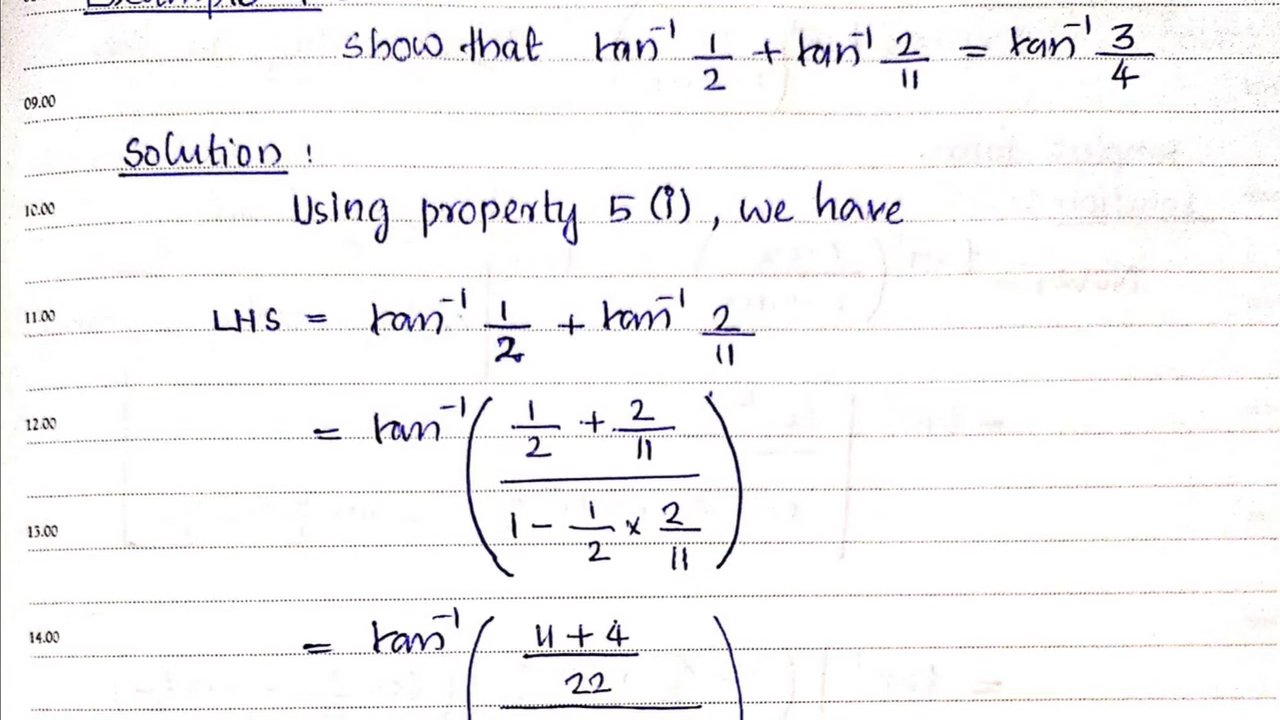 Show that tan⁻¹ 1/2 + tan⁻¹ 2/11 = tan⁻¹ 3/4
09.00
Solution :
10.00
Using property 5 (i), we have
11.00
LHS = tan⁻¹ 1/2 + tan⁻¹ 2/11
12.00
= tan⁻¹ ( (1/2 + 2/11) / (1 - 1/2 × 2/11) )
13.00
14.00
= tan⁻¹ ( (11 + 4)/22